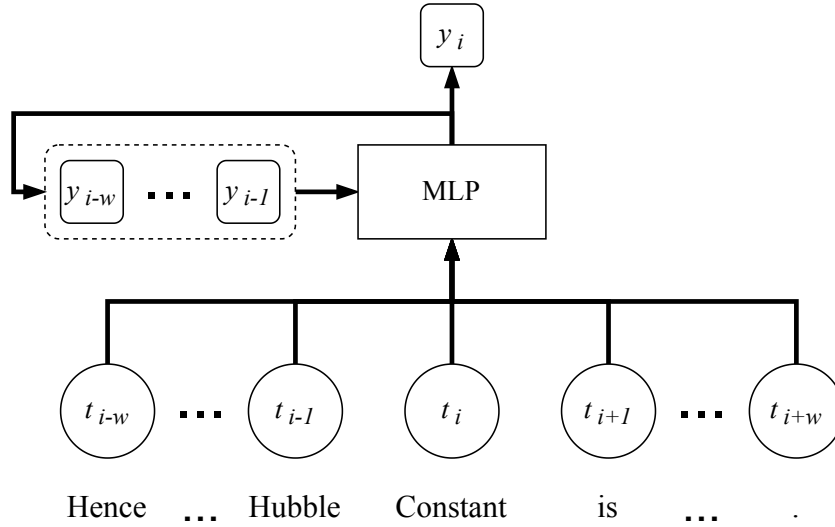 y i
y i-w ... y i-1 MLP
t i-w ... t i-1 t i t i+1 ... t i+w
Hence ... Hubble Constant is ... .